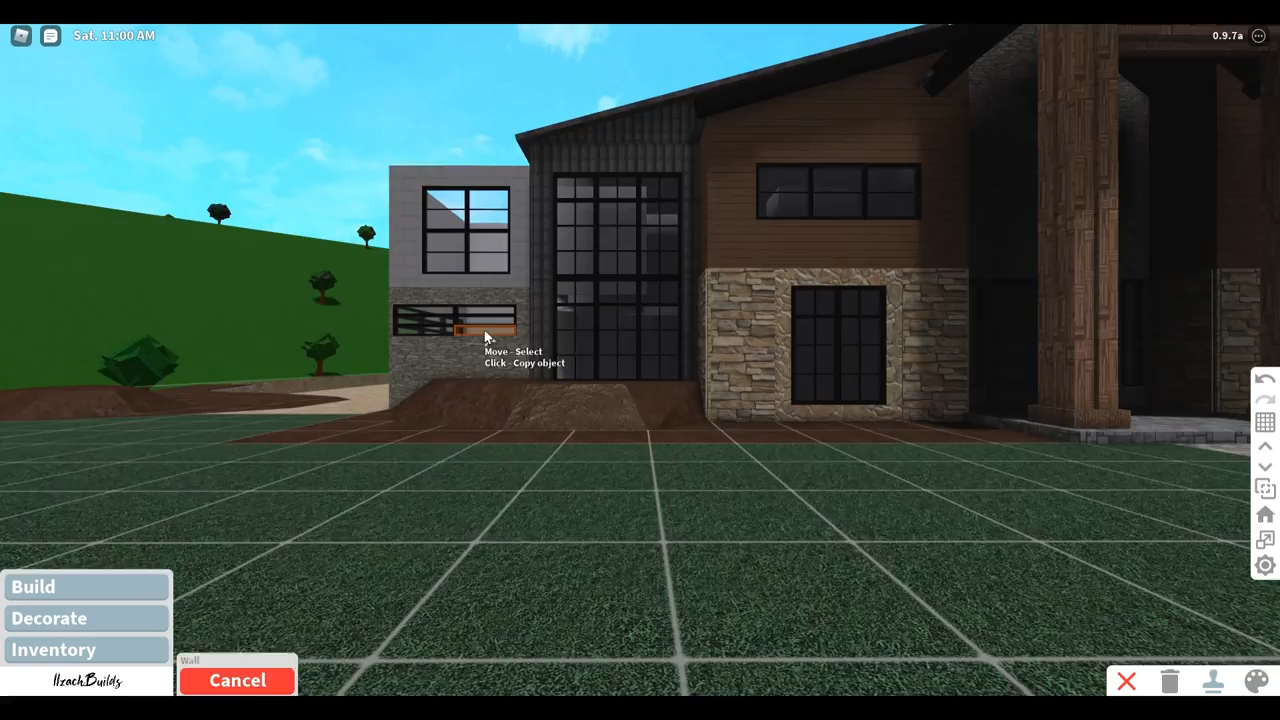 Sat. 11:00 AM
0.9.7a
Move - Select
Click - Copy object
Build
Decorate
Inventory
IlzachBuilds
Wall
Cancel